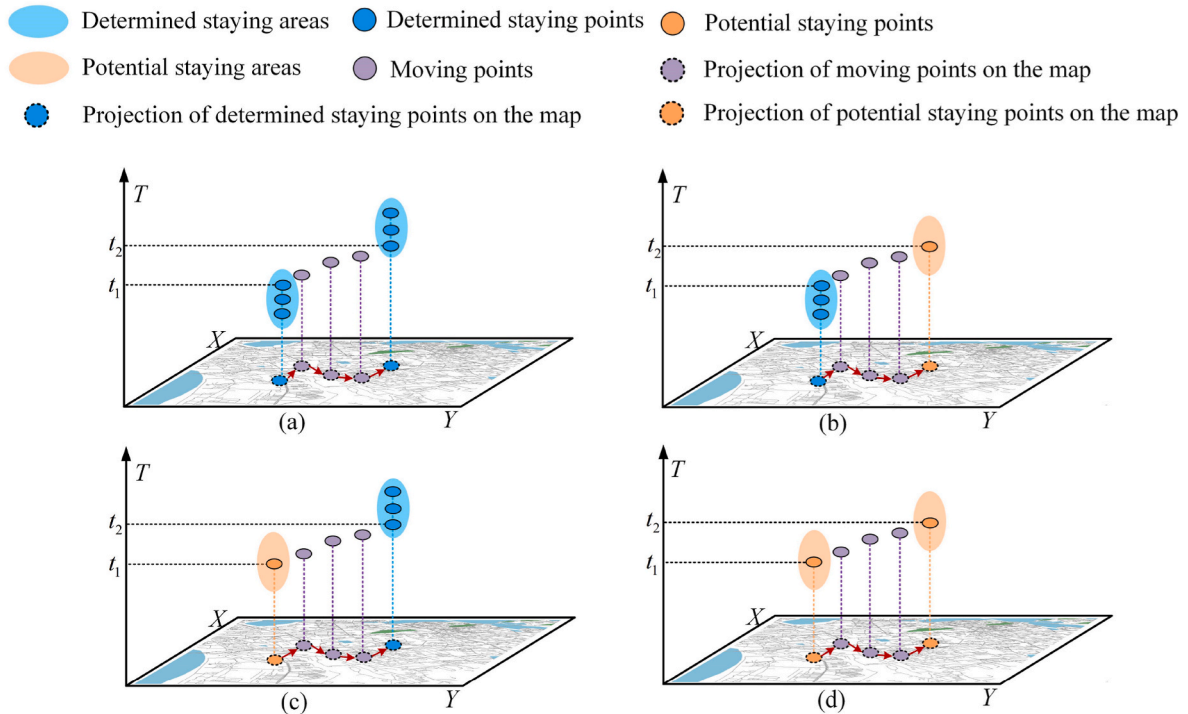 Determined staying areas
Determined staying points
Potential staying points
Potential staying areas
Moving points
Projection of moving points on the map
Projection of determined staying points on the map
Projection of potential staying points on the map
T
t2
t1
X
Y
(a)
T
t2
t1
X
Y
(b)
T
t2
t1
X
Y
(c)
T
t2
t1
X
Y
(d)